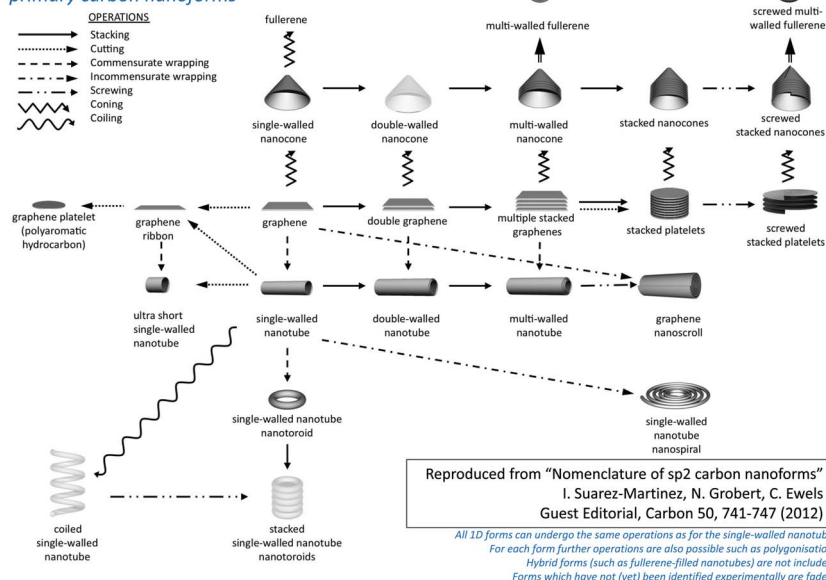 primary carbon nanoforms
OPERATIONS
Stacking
Cutting
Commensurate wrapping
Incommensurate wrapping
Screwing
Coning
Coiling
fullerene
multi-walled fullerene
screwed multi-
walled fullerene
single-walled
nanocone
double-walled
nanocone
multi-walled
nanocone
stacked nanocones
screwed
stacked nanocones
graphene platelet
(polyaromatic
hydrocarbon)
graphene
ribbon
graphene
double graphene
multiple stacked
graphenes
stacked platelets
screwed
stacked platelets
ultra short
single-walled
nanotube
single-walled
nanotube
double-walled
nanotube
multi-walled
nanotube
graphene
nanoscroll
single-walled nanotube
nanotoroid
single-walled
nanotube
nanospiral
coiled
single-walled
nanotube
stacked
single-walled nanotube
nanotoroids
Reproduced from “Nomenclature of sp2 carbon nanoforms”
I. Suarez-Martinez, N. Grobert, C. Ewels
Guest Editorial, Carbon 50, 741-747 (2012)
All 1D forms can undergo the same operations as for the single-walled nanotub
For each form further operations are also possible such as polygonisatio
Hybrid forms (such as fullerene-filled nanotubes) are not include
Forms which have not (yet) been identified experimentally are fade